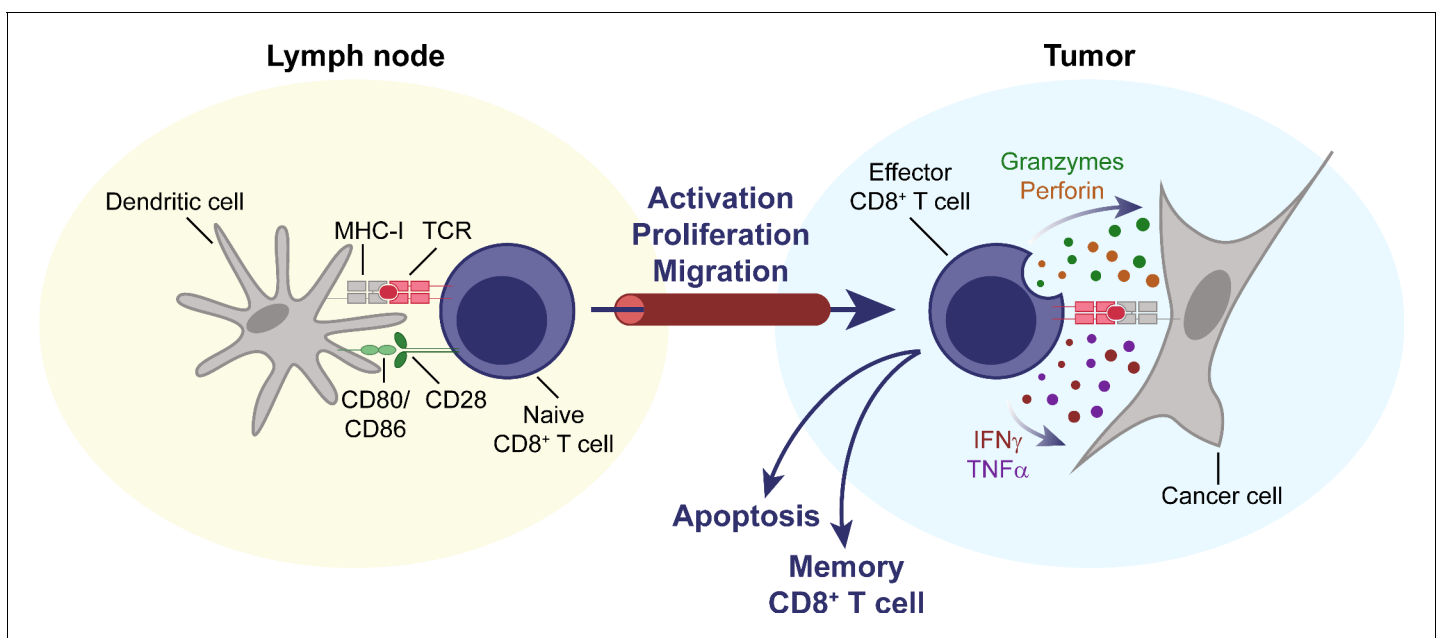 Lymph node
Tumor
Dendritic cell
MHC-I
TCR
CD80/
CD86
CD28
Naive
CD8⁺ T cell
Activation
Proliferation
Migration
Effector
CD8⁺ T cell
Granzymes
Perforin
IFNγ
TNFα
Cancer cell
Apoptosis
Memory
CD8⁺ T cell